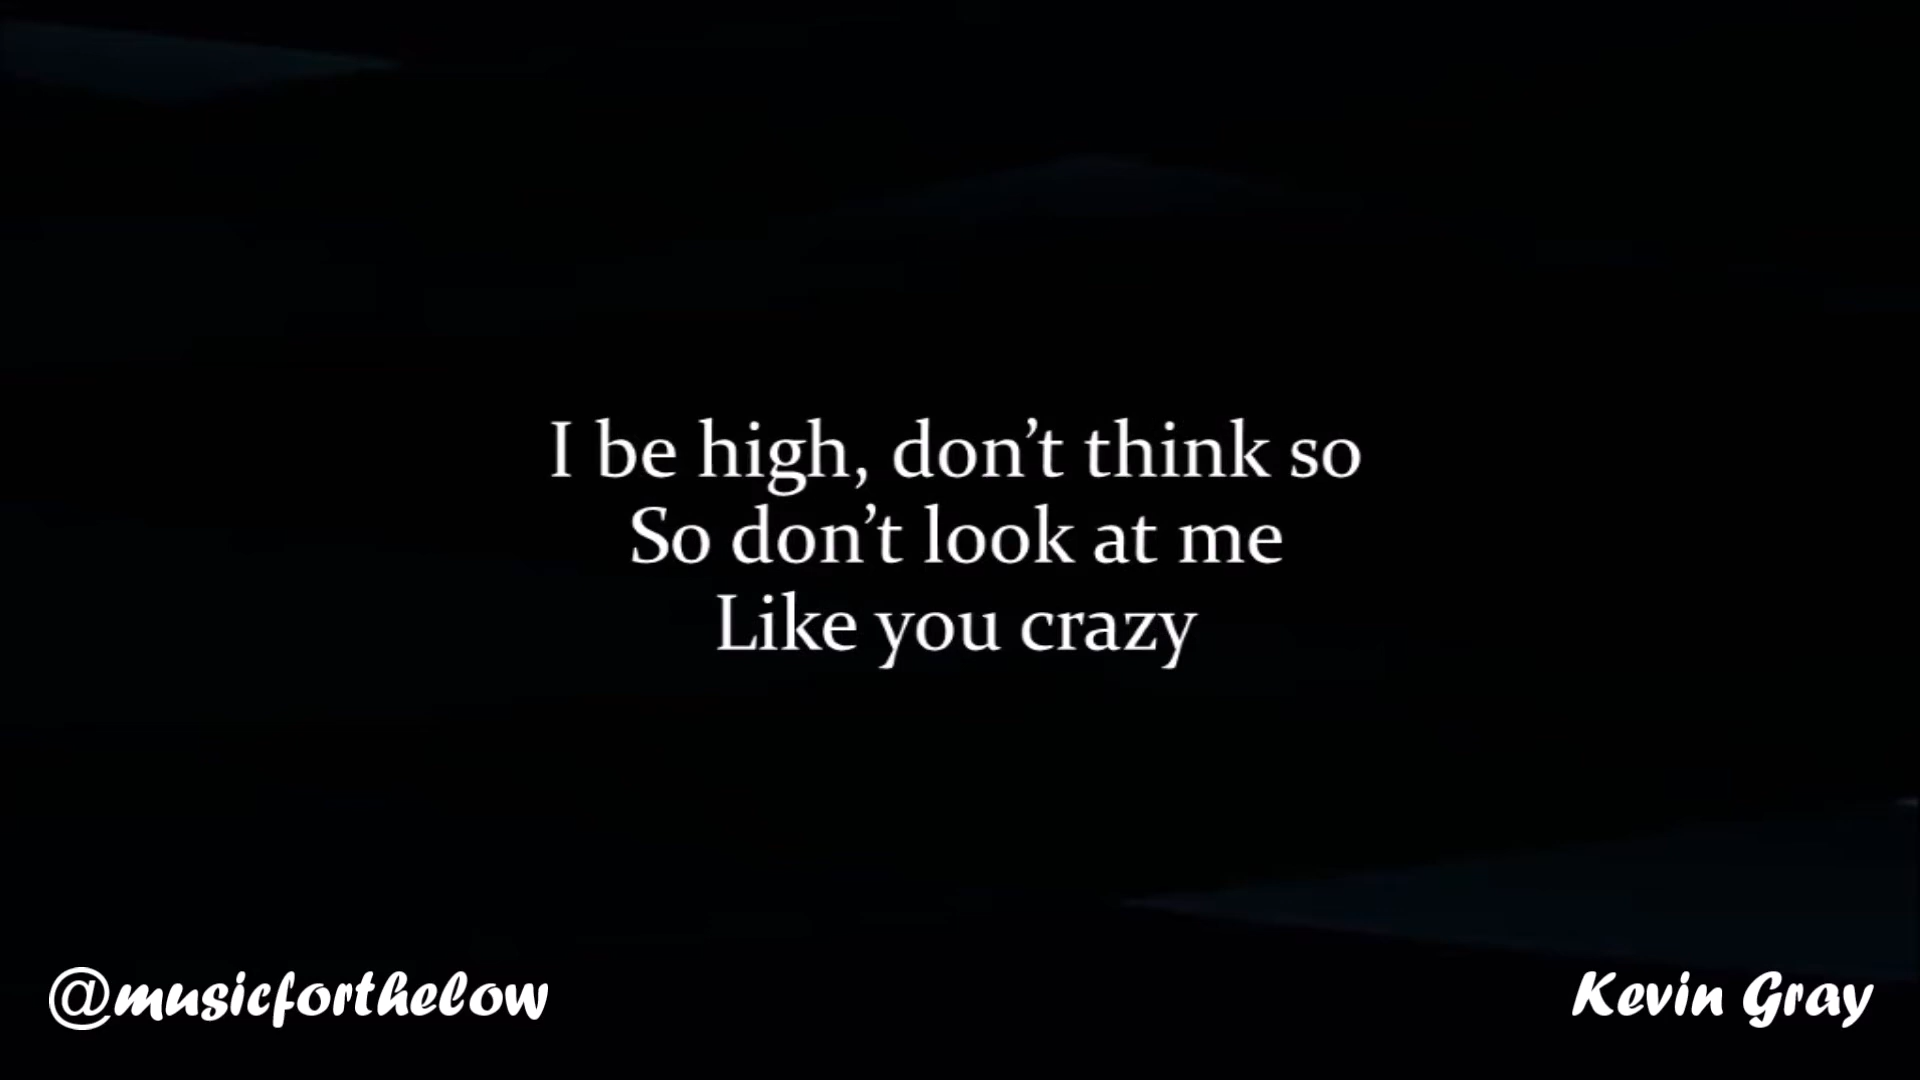 I be high, don’t think so
So don’t look at me
Like you crazy
@musicforthelow
Kevin Gray